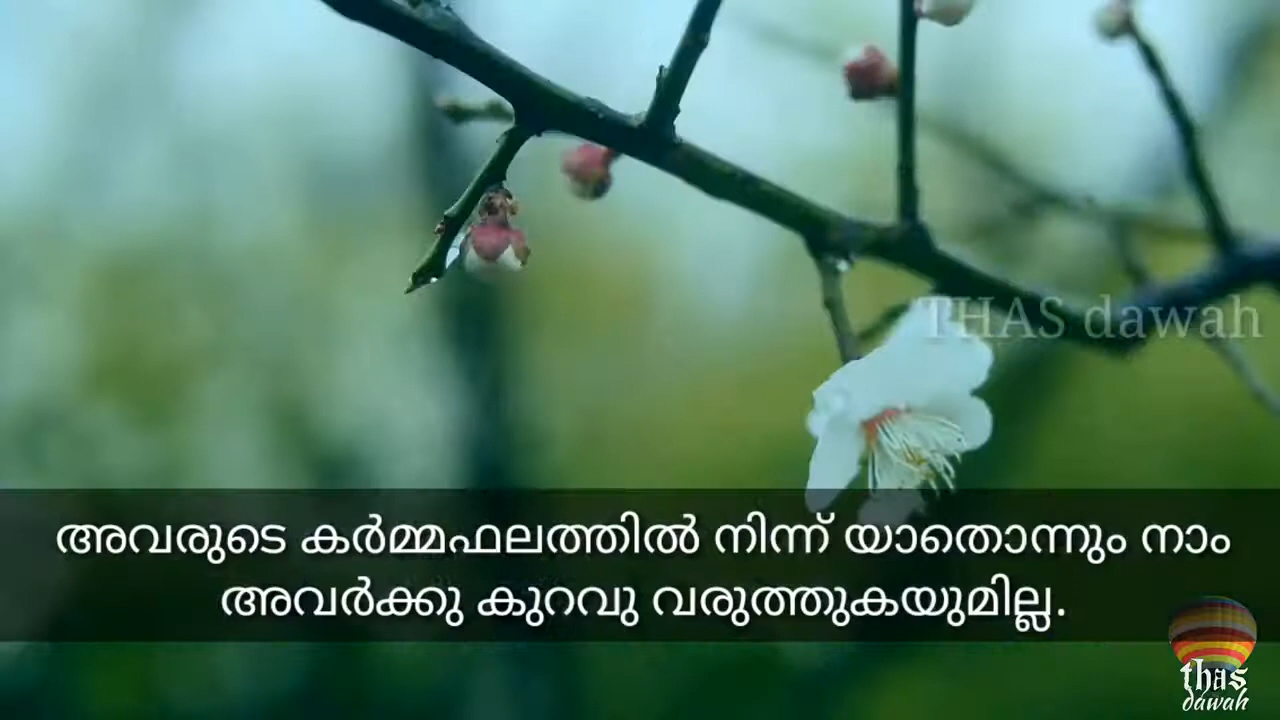 THAS dawah
അവരുടെ കർമ്മഫലത്തിൽ നിന്ന് യാതൊന്നും നാം
അവർക്കു കുറവു വരുത്തുകയുമില്ല.
thas
dawah